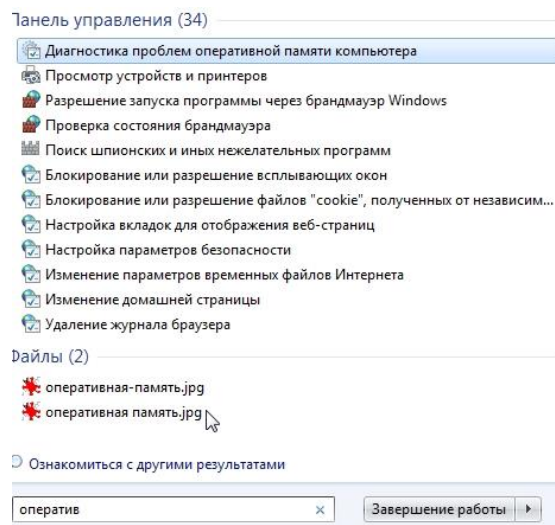 Панель управления (34)
Диагностика проблем оперативной памяти компьютера
Просмотр устройств и принтеров
Разрешение запуска программы через брандмауэр Windows
Проверка состояния брандмауэра
Поиск шпионских и иных нежелательных программ
Блокирование или разрешение всплывающих окон
Блокирование или разрешение файлов "cookie", полученных от независим...
Настройка вкладок для отображения веб-страниц
Настройка параметров безопасности
Изменение параметров временных файлов Интернета
Изменение домашней страницы
Удаление журнала браузера
Файлы (2)
оперативная-память.jpg
оперативная память.jpg
Ознакомиться с другими результатами
оператив
Завершение работы